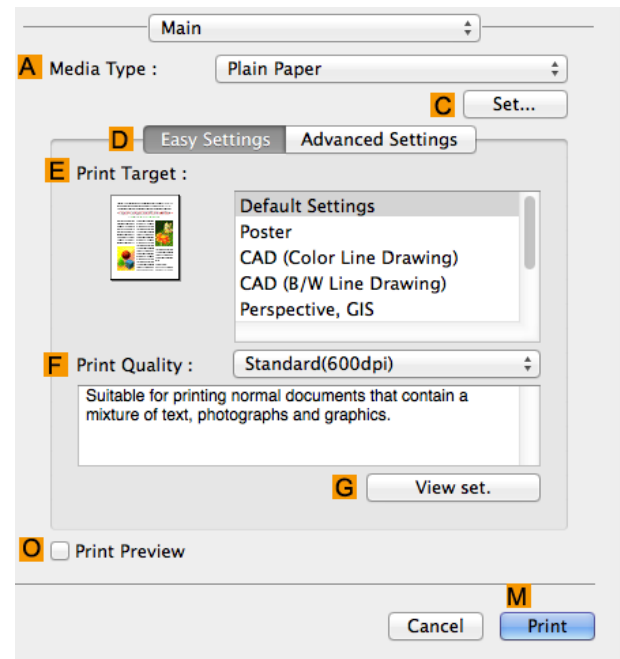 Main
A Media Type : Plain Paper
C Set...
D Easy Settings Advanced Settings
E Print Target :
Default Settings
Poster
CAD (Color Line Drawing)
CAD (B/W Line Drawing)
Perspective, GIS
F Print Quality : Standard(600dpi)
Suitable for printing normal documents that contain a
mixture of text, photographs and graphics.
G View set.
O Print Preview
M
Cancel Print